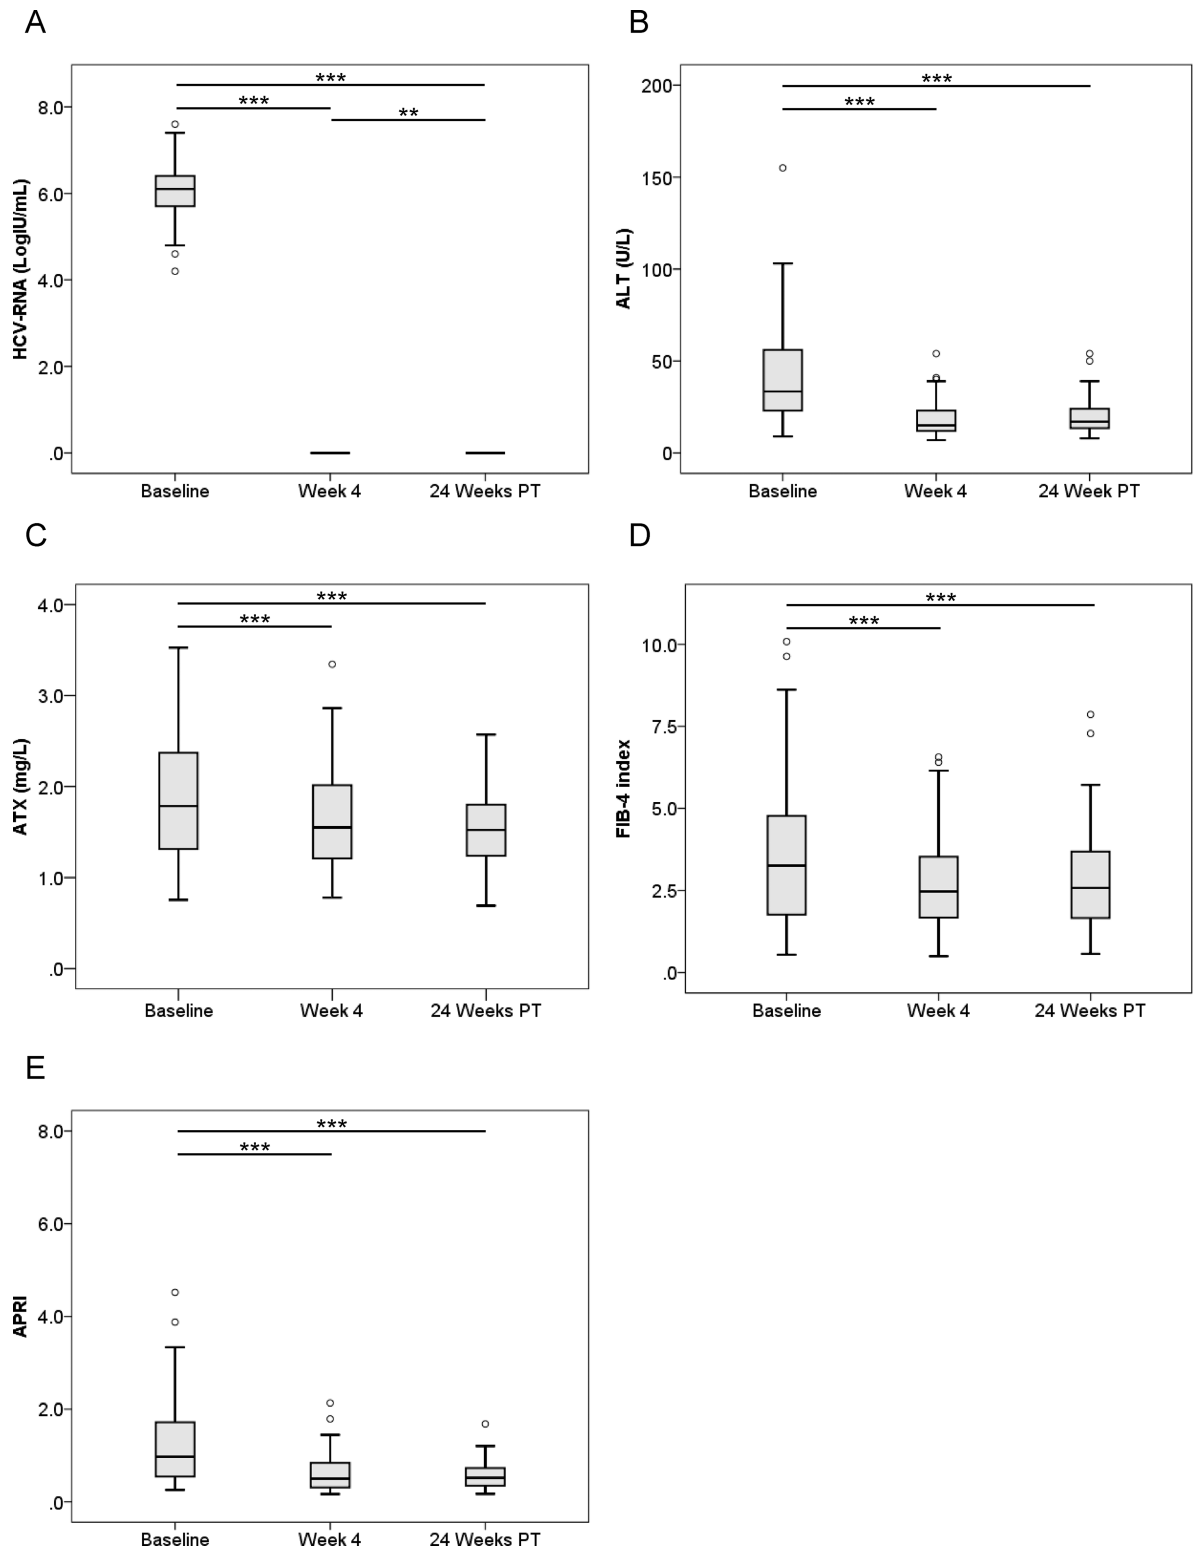 A
HCV-RNA (LogIU/mL)
8.0
6.0
4.0
2.0
.0
***
***
**
Baseline Week 4 24 Weeks PT
B
ALT (U/L)
200
150
100
50
0
***
***
Baseline Week 4 24 Week PT
C
ATX (mg/L)
4.0
3.0
2.0
1.0
.0
***
***
Baseline Week 4 24 Weeks PT
D
FIB-4 index
10.0
7.5
5.0
2.5
.0
***
***
Baseline Week 4 24 Weeks PT
E
APRI
8.0
6.0
4.0
2.0
.0
***
***
Baseline Week 4 24 Weeks PT